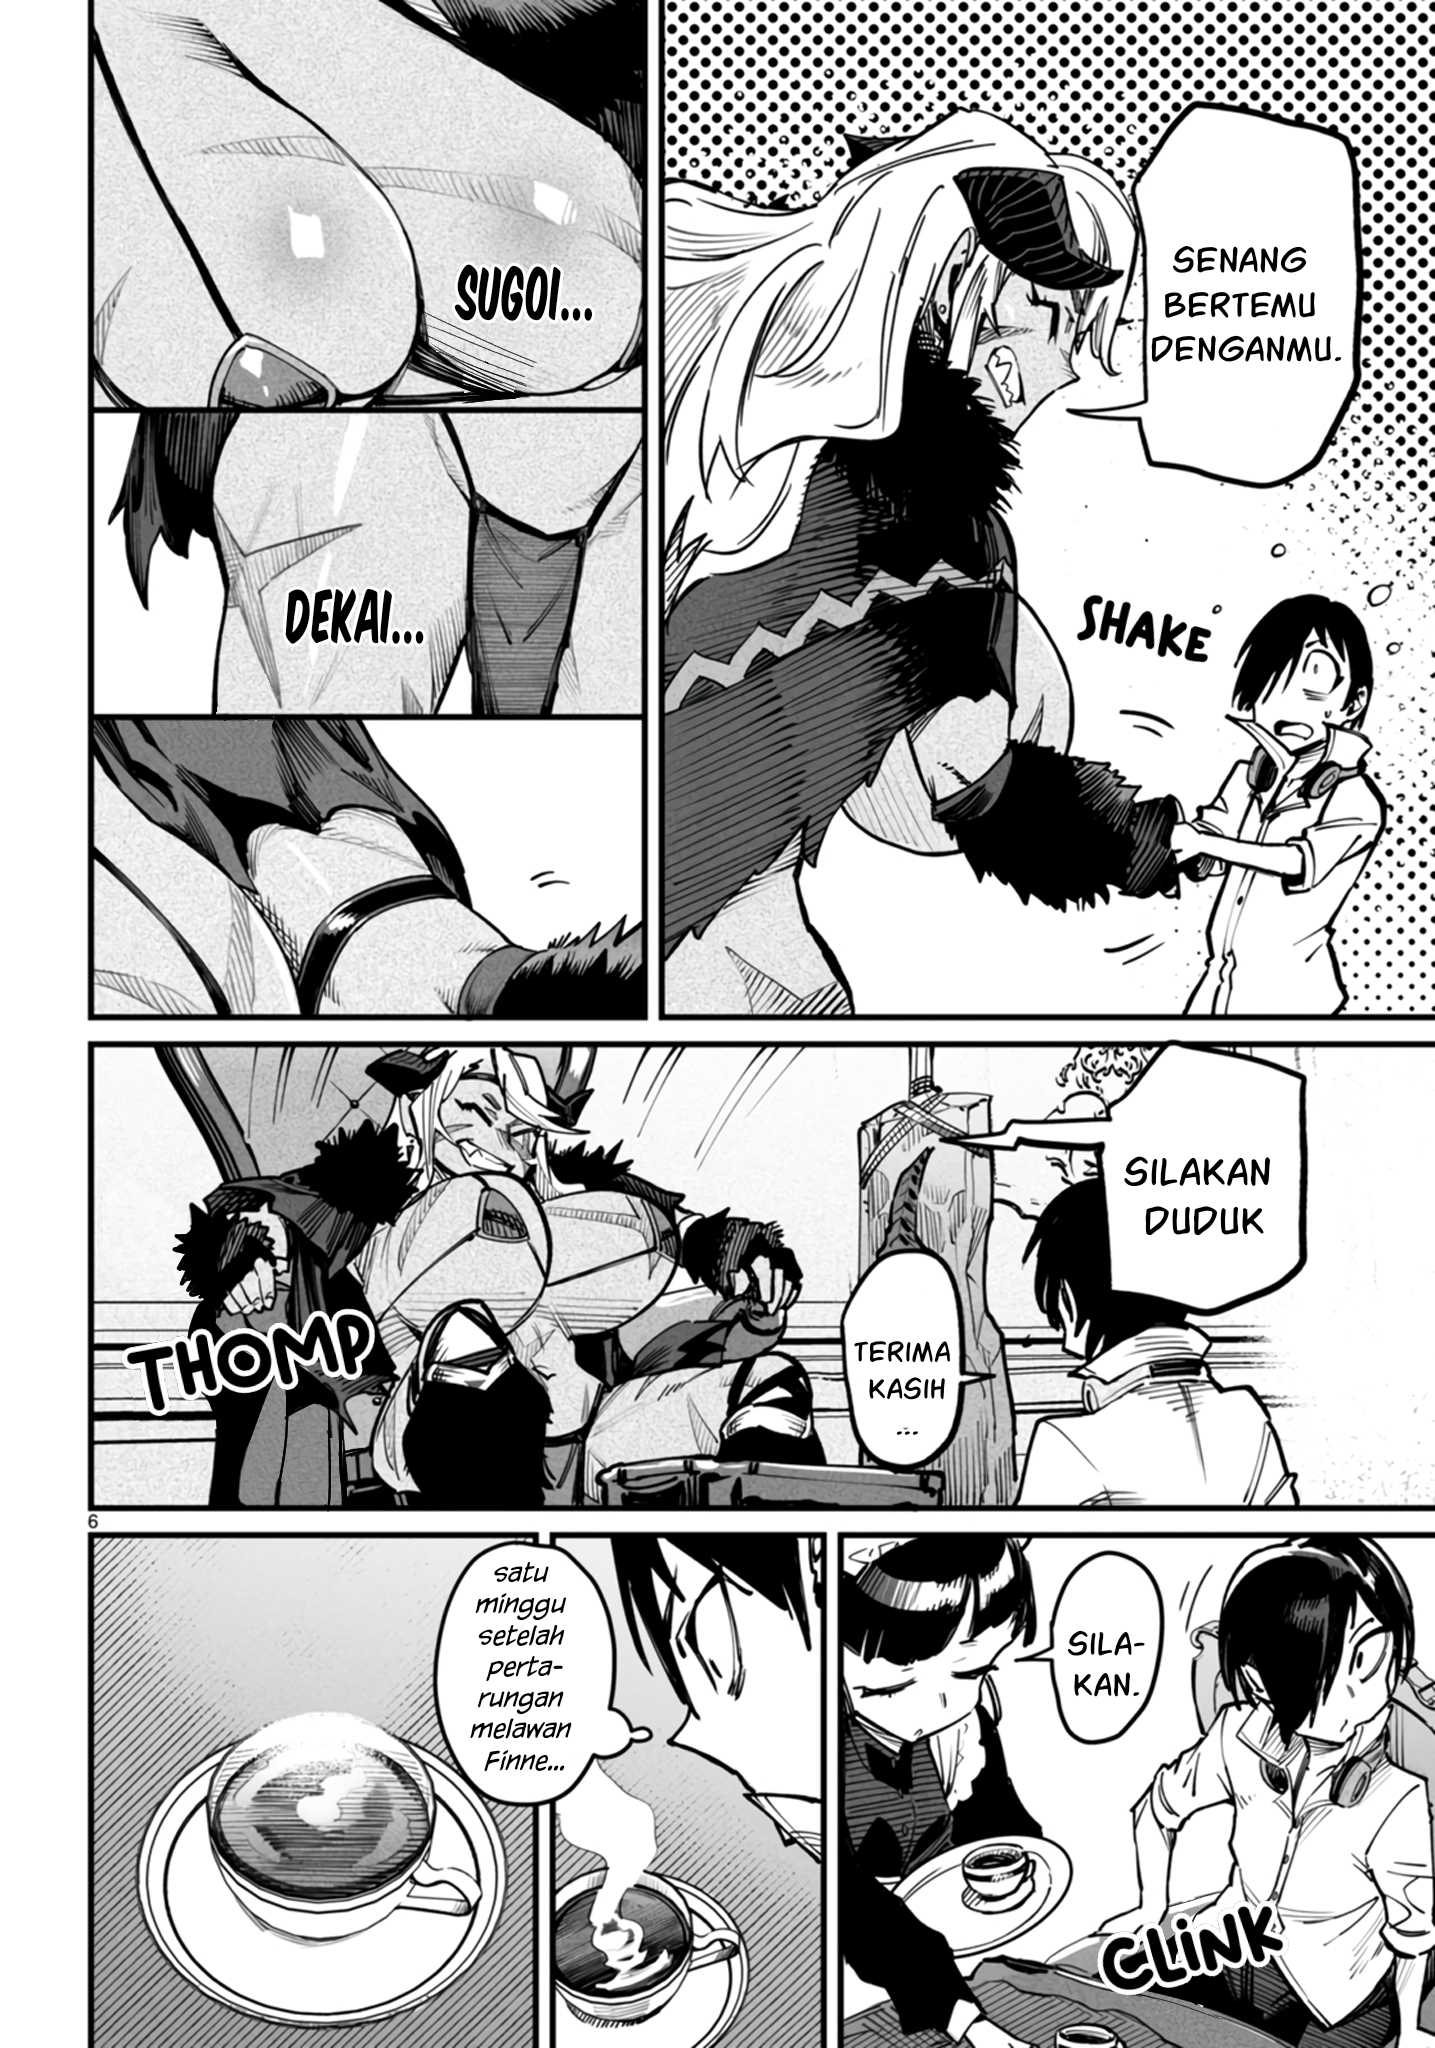 SENANG
BERTEMU
DENGANMU.
SHAKE
SUGOI...
DEKAI...
SILAKAN
DUDUK
TERIMA
KASIH
...
THOMP
6
SILA-
KAN.
CLINK
satu
minggu
setelah
perta-
rungan
melawan
Finne...